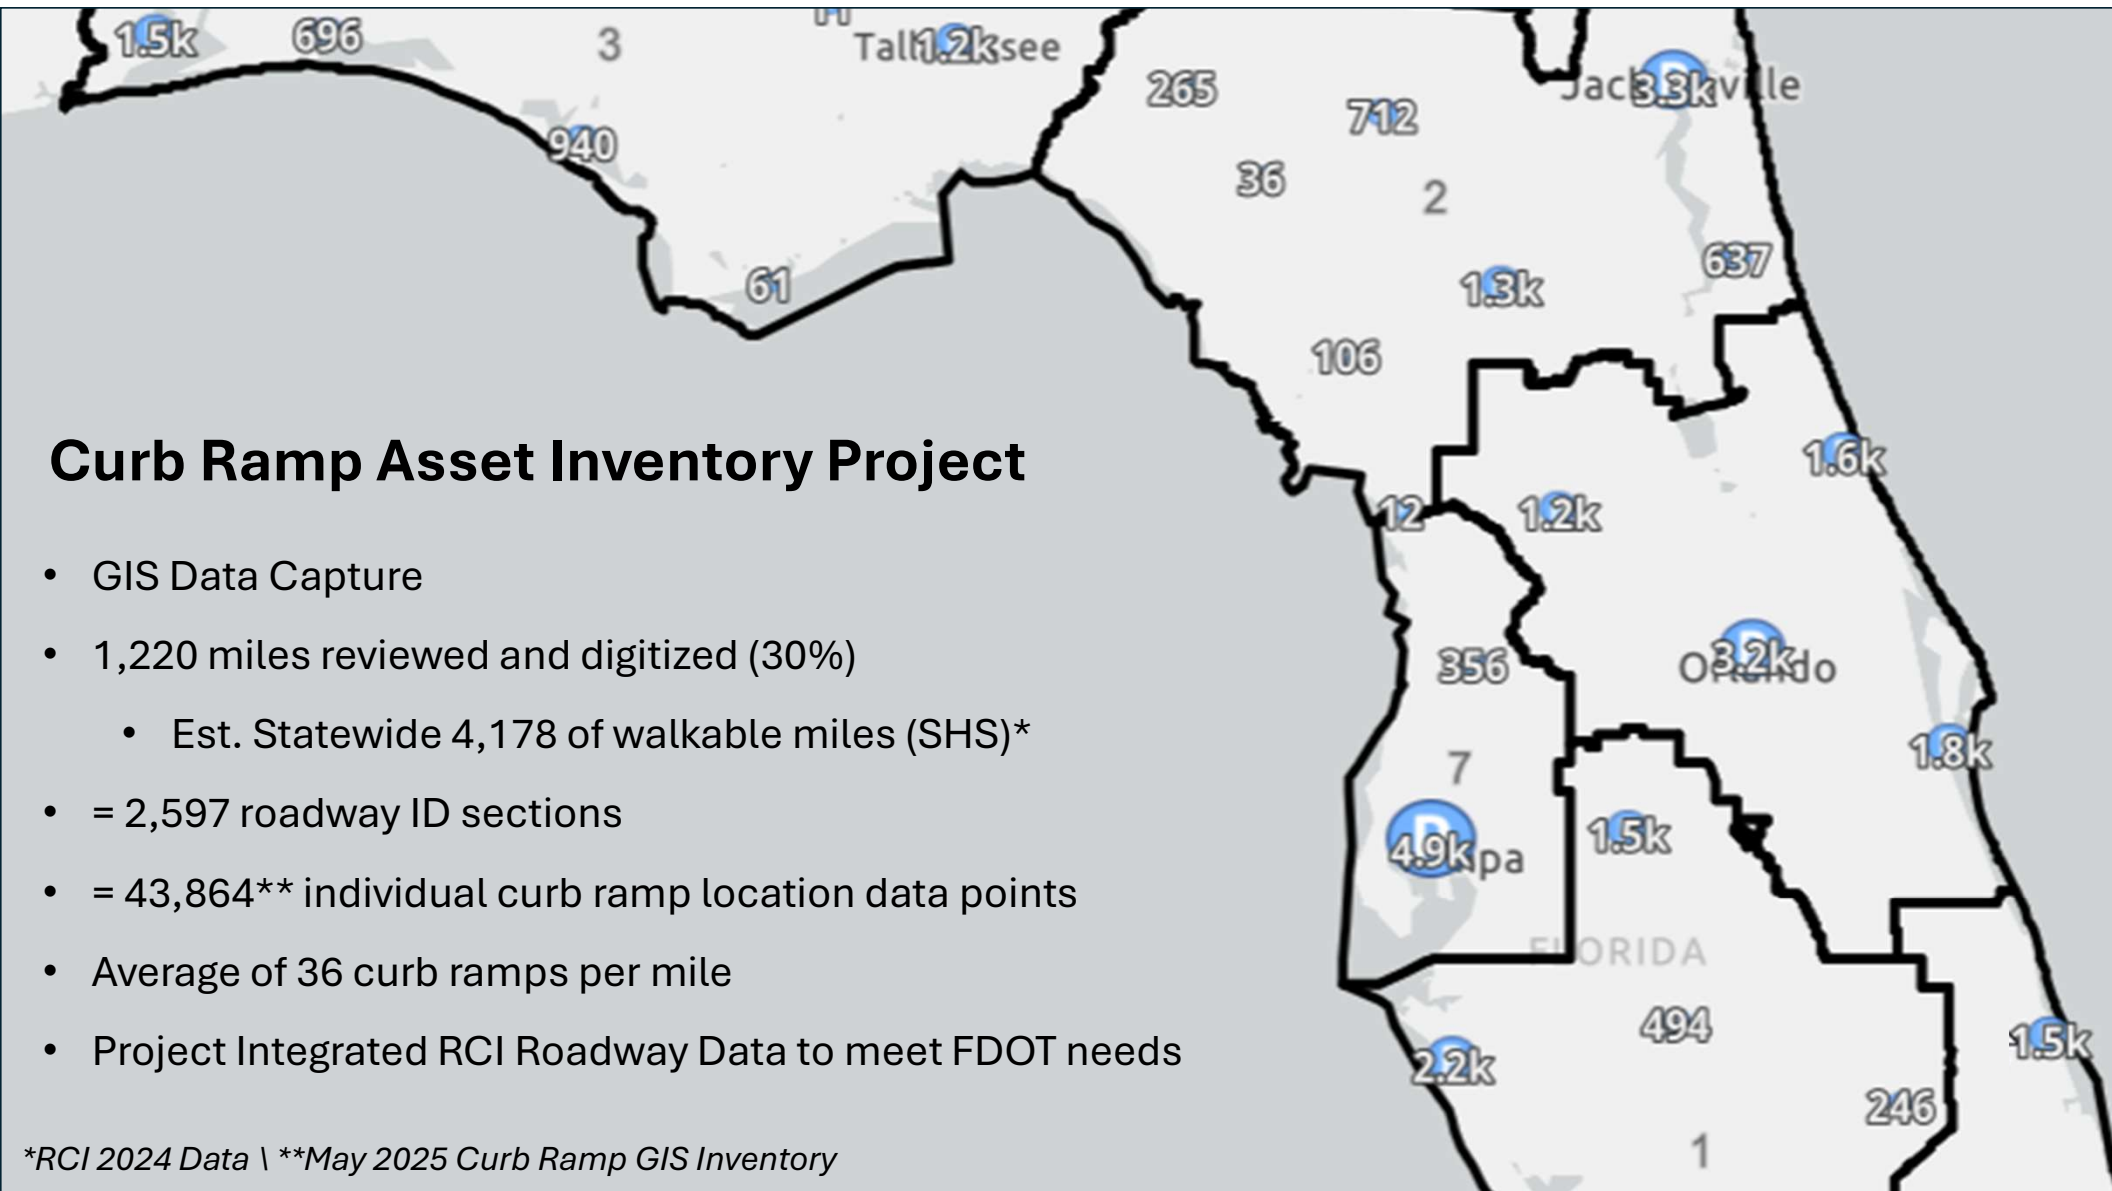 1.5k
696
3
1.2k
265
712
Jacksonville
3.3k
940
36
2
637
61
1.3k
106
Curb Ramp Asset Inventory Project
1.6k
12
1.2k
• GIS Data Capture
• 1,220 miles reviewed and digitized (30%)
356
Orlando
3.2k
• Est. Statewide 4,178 of walkable miles (SHS)*
7
1.8k
• = 2,597 roadway ID sections
4.9k
1.5k
• = 43,864** individual curb ramp location data points
FLORIDA
• Average of 36 curb ramps per mile
494
1.5k
• Project Integrated RCI Roadway Data to meet FDOT needs
2.2k
246
*RCI 2024 Data \ **May 2025 Curb Ramp GIS Inventory
1